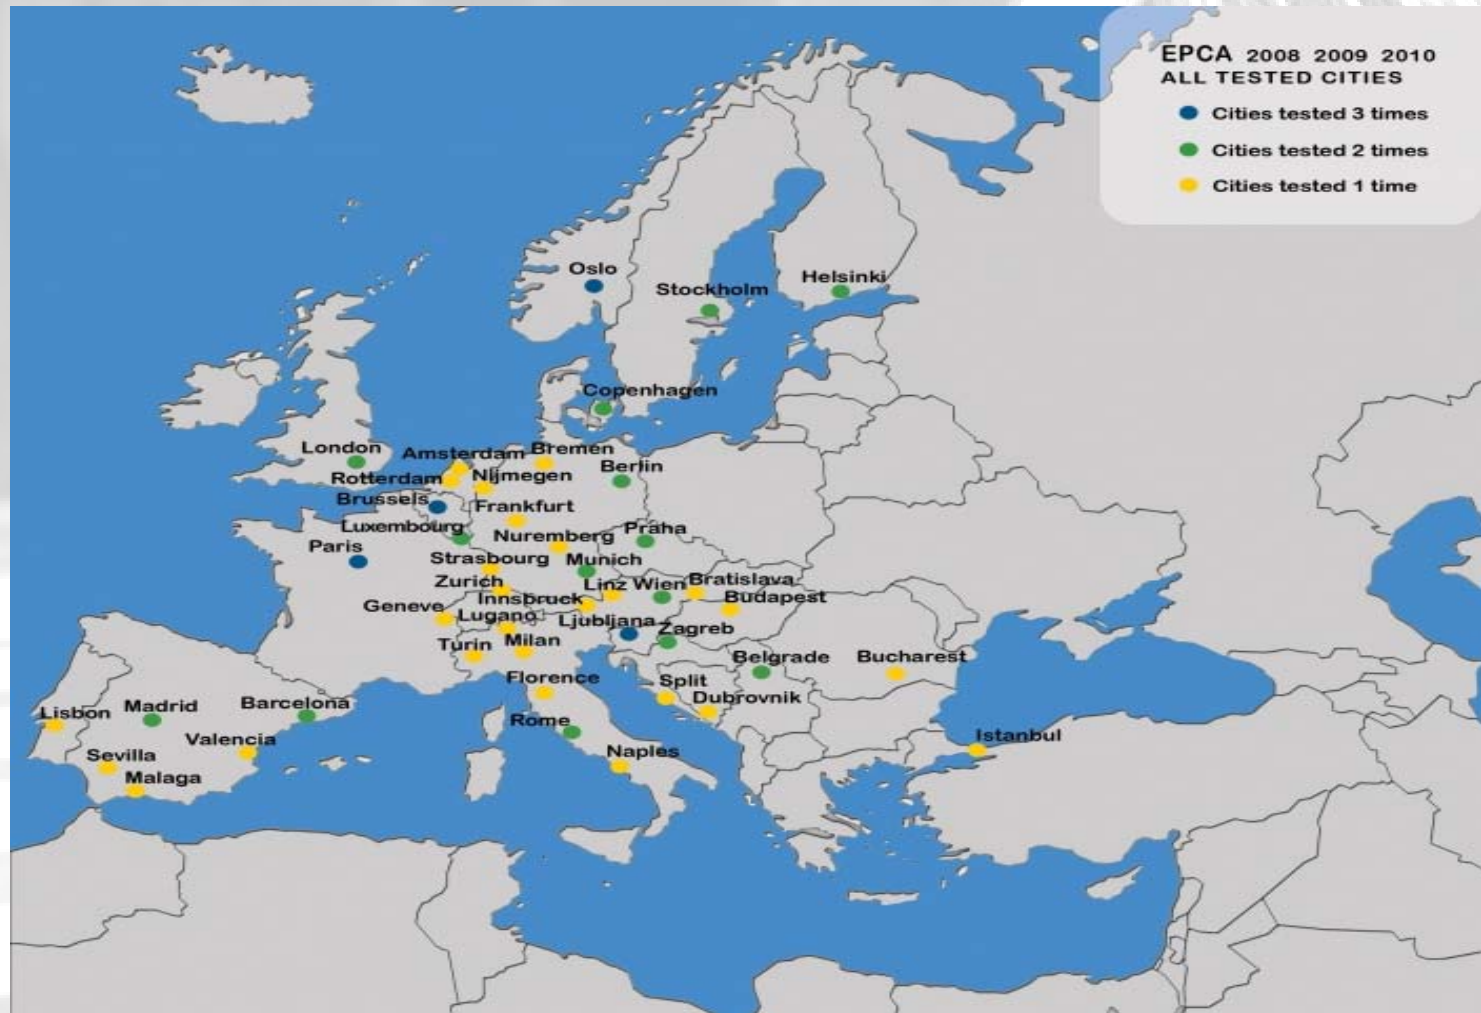 EPCA 2008 2009 2010
ALL TESTED CITIES
Cities tested 3 times
Cities tested 2 times
Cities tested 1 time
Oslo
Stockholm
Helsinki
Copenhagen
London
Amsterdam
Bremen
Rotterdam
Nijmegen
Berlin
Brussels
Frankfurt
Luxembourg
Nuremberg
Praha
Paris
Strasbourg
Munich
Zurich
Linz
Wien
Bratislava
Innsbruck
Budapest
Geneve
Lugano
Ljubljana
Zagreb
Turin
Milan
Belgrade
Bucharest
Florence
Split
Dubrovnik
Lisbon
Madrid
Barcelona
Rome
Istanbul
Valencia
Sevilla
Naples
Malaga